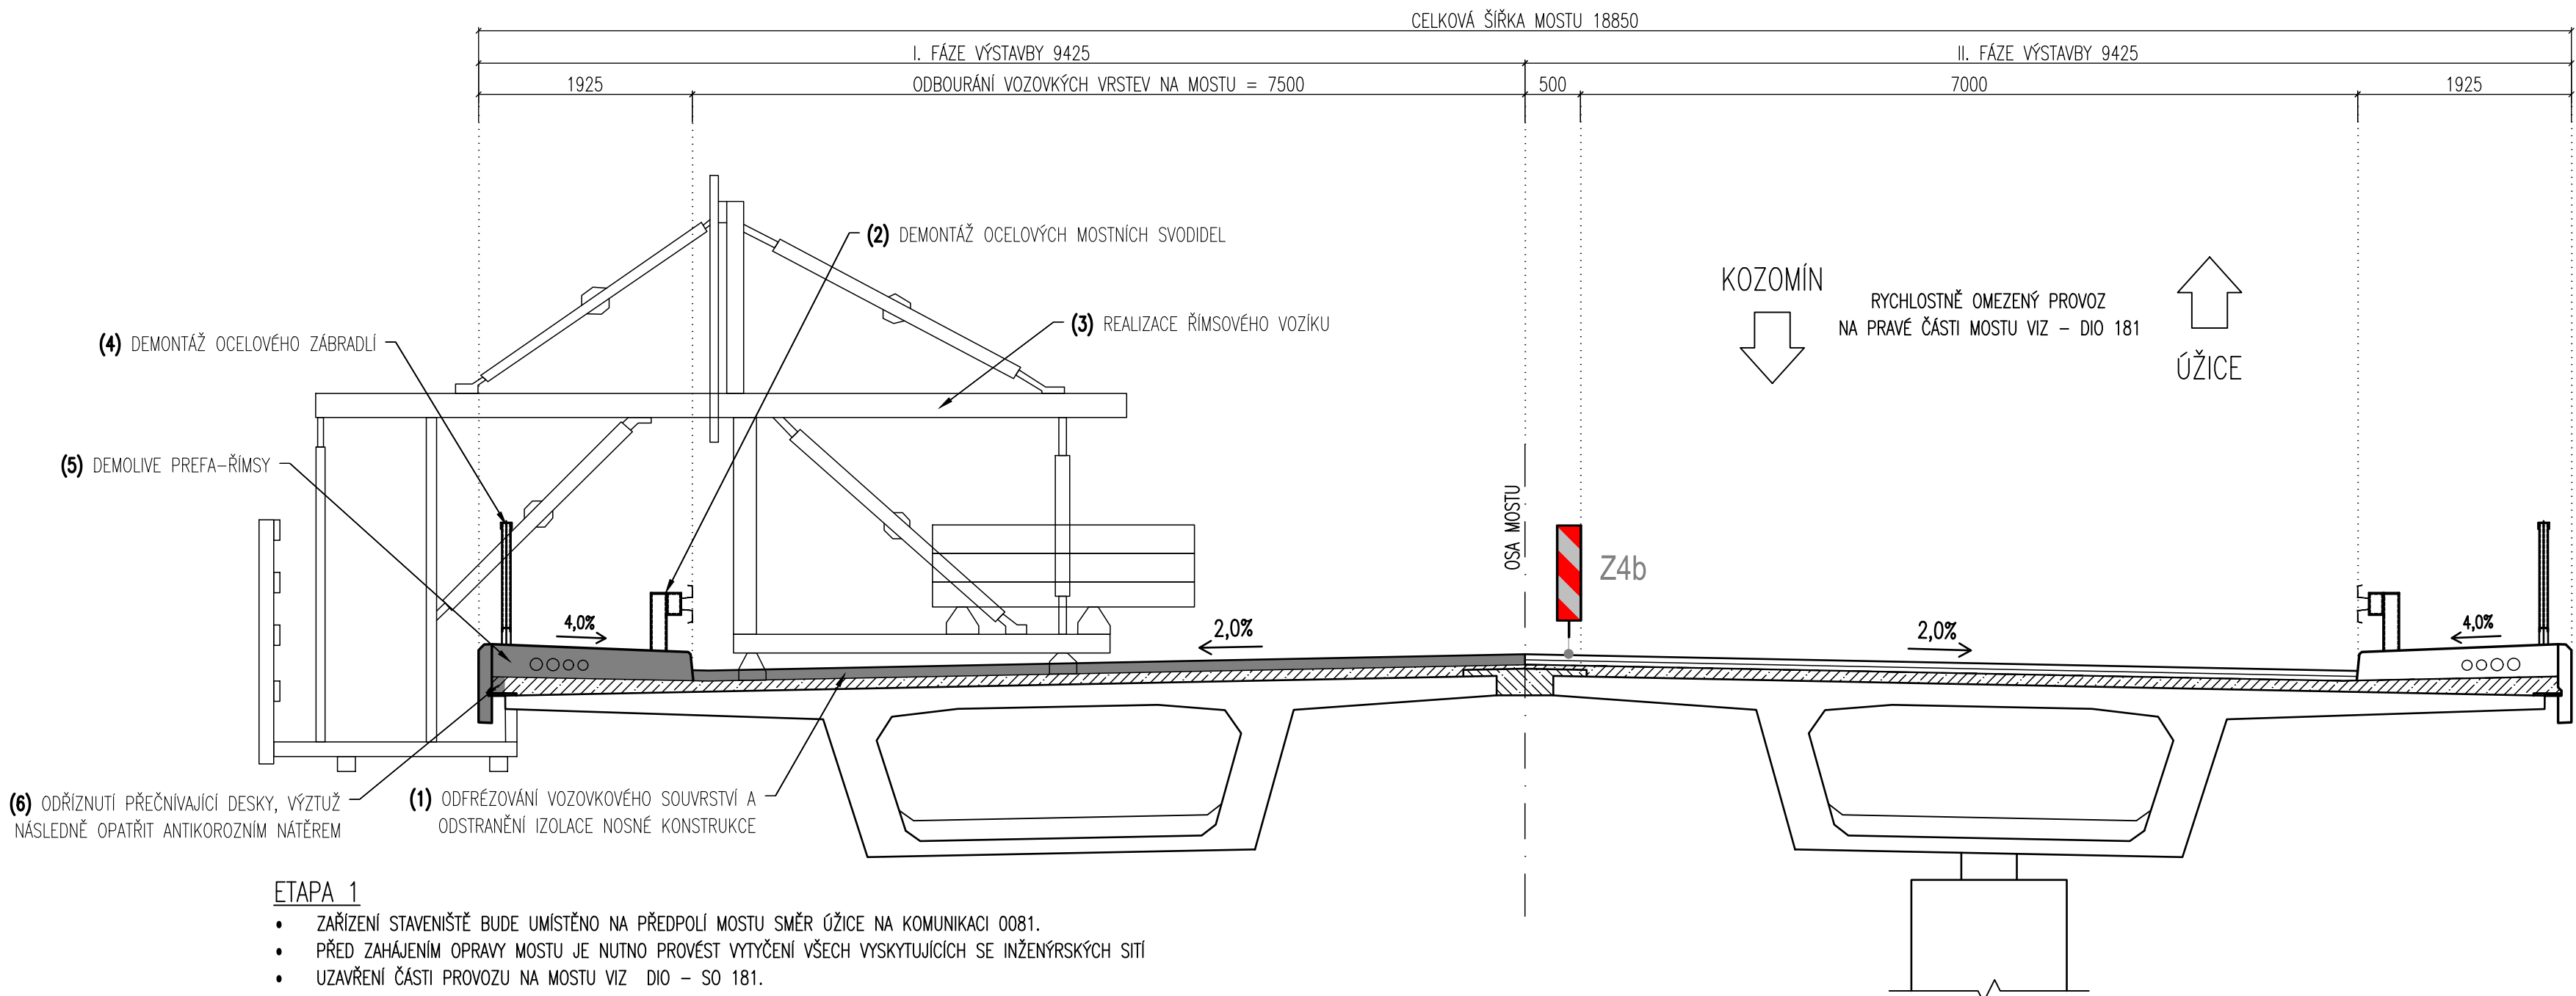 CELKOVÁ ŠÍŘKA MOSTU 18850
I. FÁZE VÝSTAVBY 9425
II. FÁZE VÝSTAVBY 9425
1925
ODBOURÁNÍ VOZOVKÝCH VRSTEV NA MOSTU = 7500
500
7000
1925
(2) DEMONTÁŽ OCELOVÝCH MOSTNÍCH SVODIDEL
KOZOMÍN
RYCHLOSTNĚ OMEZENÝ PROVOZ
NA PRAVÉ ČÁSTI MOSTU VIZ – DIO 181
ÚŽICE
(3) REALIZACE ŘÍMSOVÉHO VOZÍKU
(4) DEMONTÁŽ OCELOVÉHO ZÁBRADLÍ
(5) DEMOLIVE PREFA–ŘÍMSY
OSA MOSTU
Z4b
4,0%
2,0%
2,0%
4,0%
(6) ODŘÍZNUTÍ PŘEČNÍVAJÍCÍ DESKY, VÝZTUŽ
NÁSLEDNĚ OPATŘIT ANTIKOROZNÍM NÁTĚREM
(1) ODFRÉZOVÁNÍ VOZOVKOVÉHO SOUVRSTVÍ A
ODSTRANĚNÍ IZOLACE NOSNÉ KONSTRUKCE
ETAPA 1
• ZAŘÍZENÍ STAVENIŠTĚ BUDE UMÍSTĚNO NA PŘEDPOLÍ MOSTU SMĚR ÚŽICE NA KOMUNIKACI 0081.
• PŘED ZAHÁJENÍM OPRAVY MOSTU JE NUTNO PROVÉST VYTYČENÍ VŠECH VYSKYTUJÍCÍCH SE INŽENÝRSKÝCH SITÍ
• UZAVŘENÍ ČÁSTI PROVOZU NA MOSTU VIZ DIO – SO 181.